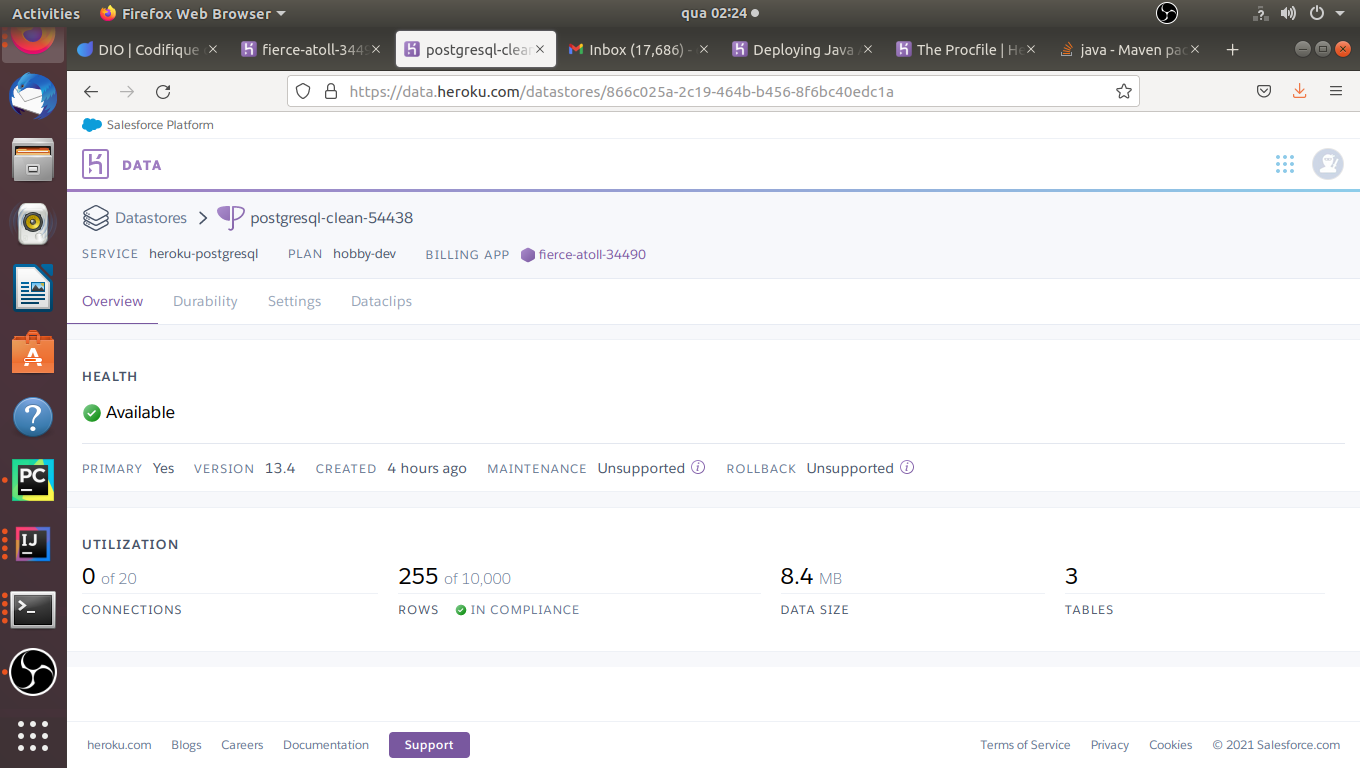 Activities Firefox Web Browser qua 02:24
DIO | Codifique fierce-atoll-3449 postgresql-clean Inbox (17,686) - Deploying Java A The Procfile | He java - Maven pac
https://data.heroku.com/datastores/866c025a-2c19-464b-b456-8f6bc40edc1a
Salesforce Platform
DATA
Datastores postgresql-clean-54438
SERVICE heroku-postgresql PLAN hobby-dev BILLING APP fierce-atoll-34490
Overview Durability Settings Dataclips
HEALTH
Available
PRIMARY Yes VERSION 13.4 CREATED 4 hours ago MAINTENANCE Unsupported ROLLBACK Unsupported
UTILIZATION
0 of 20 255 of 10,000 8.4 MB 3
CONNECTIONS ROWS IN COMPLIANCE DATA SIZE TABLES
PC
IJ
heroku.com Blogs Careers Documentation Support Terms of Service Privacy Cookies © 2021 Salesforce.com